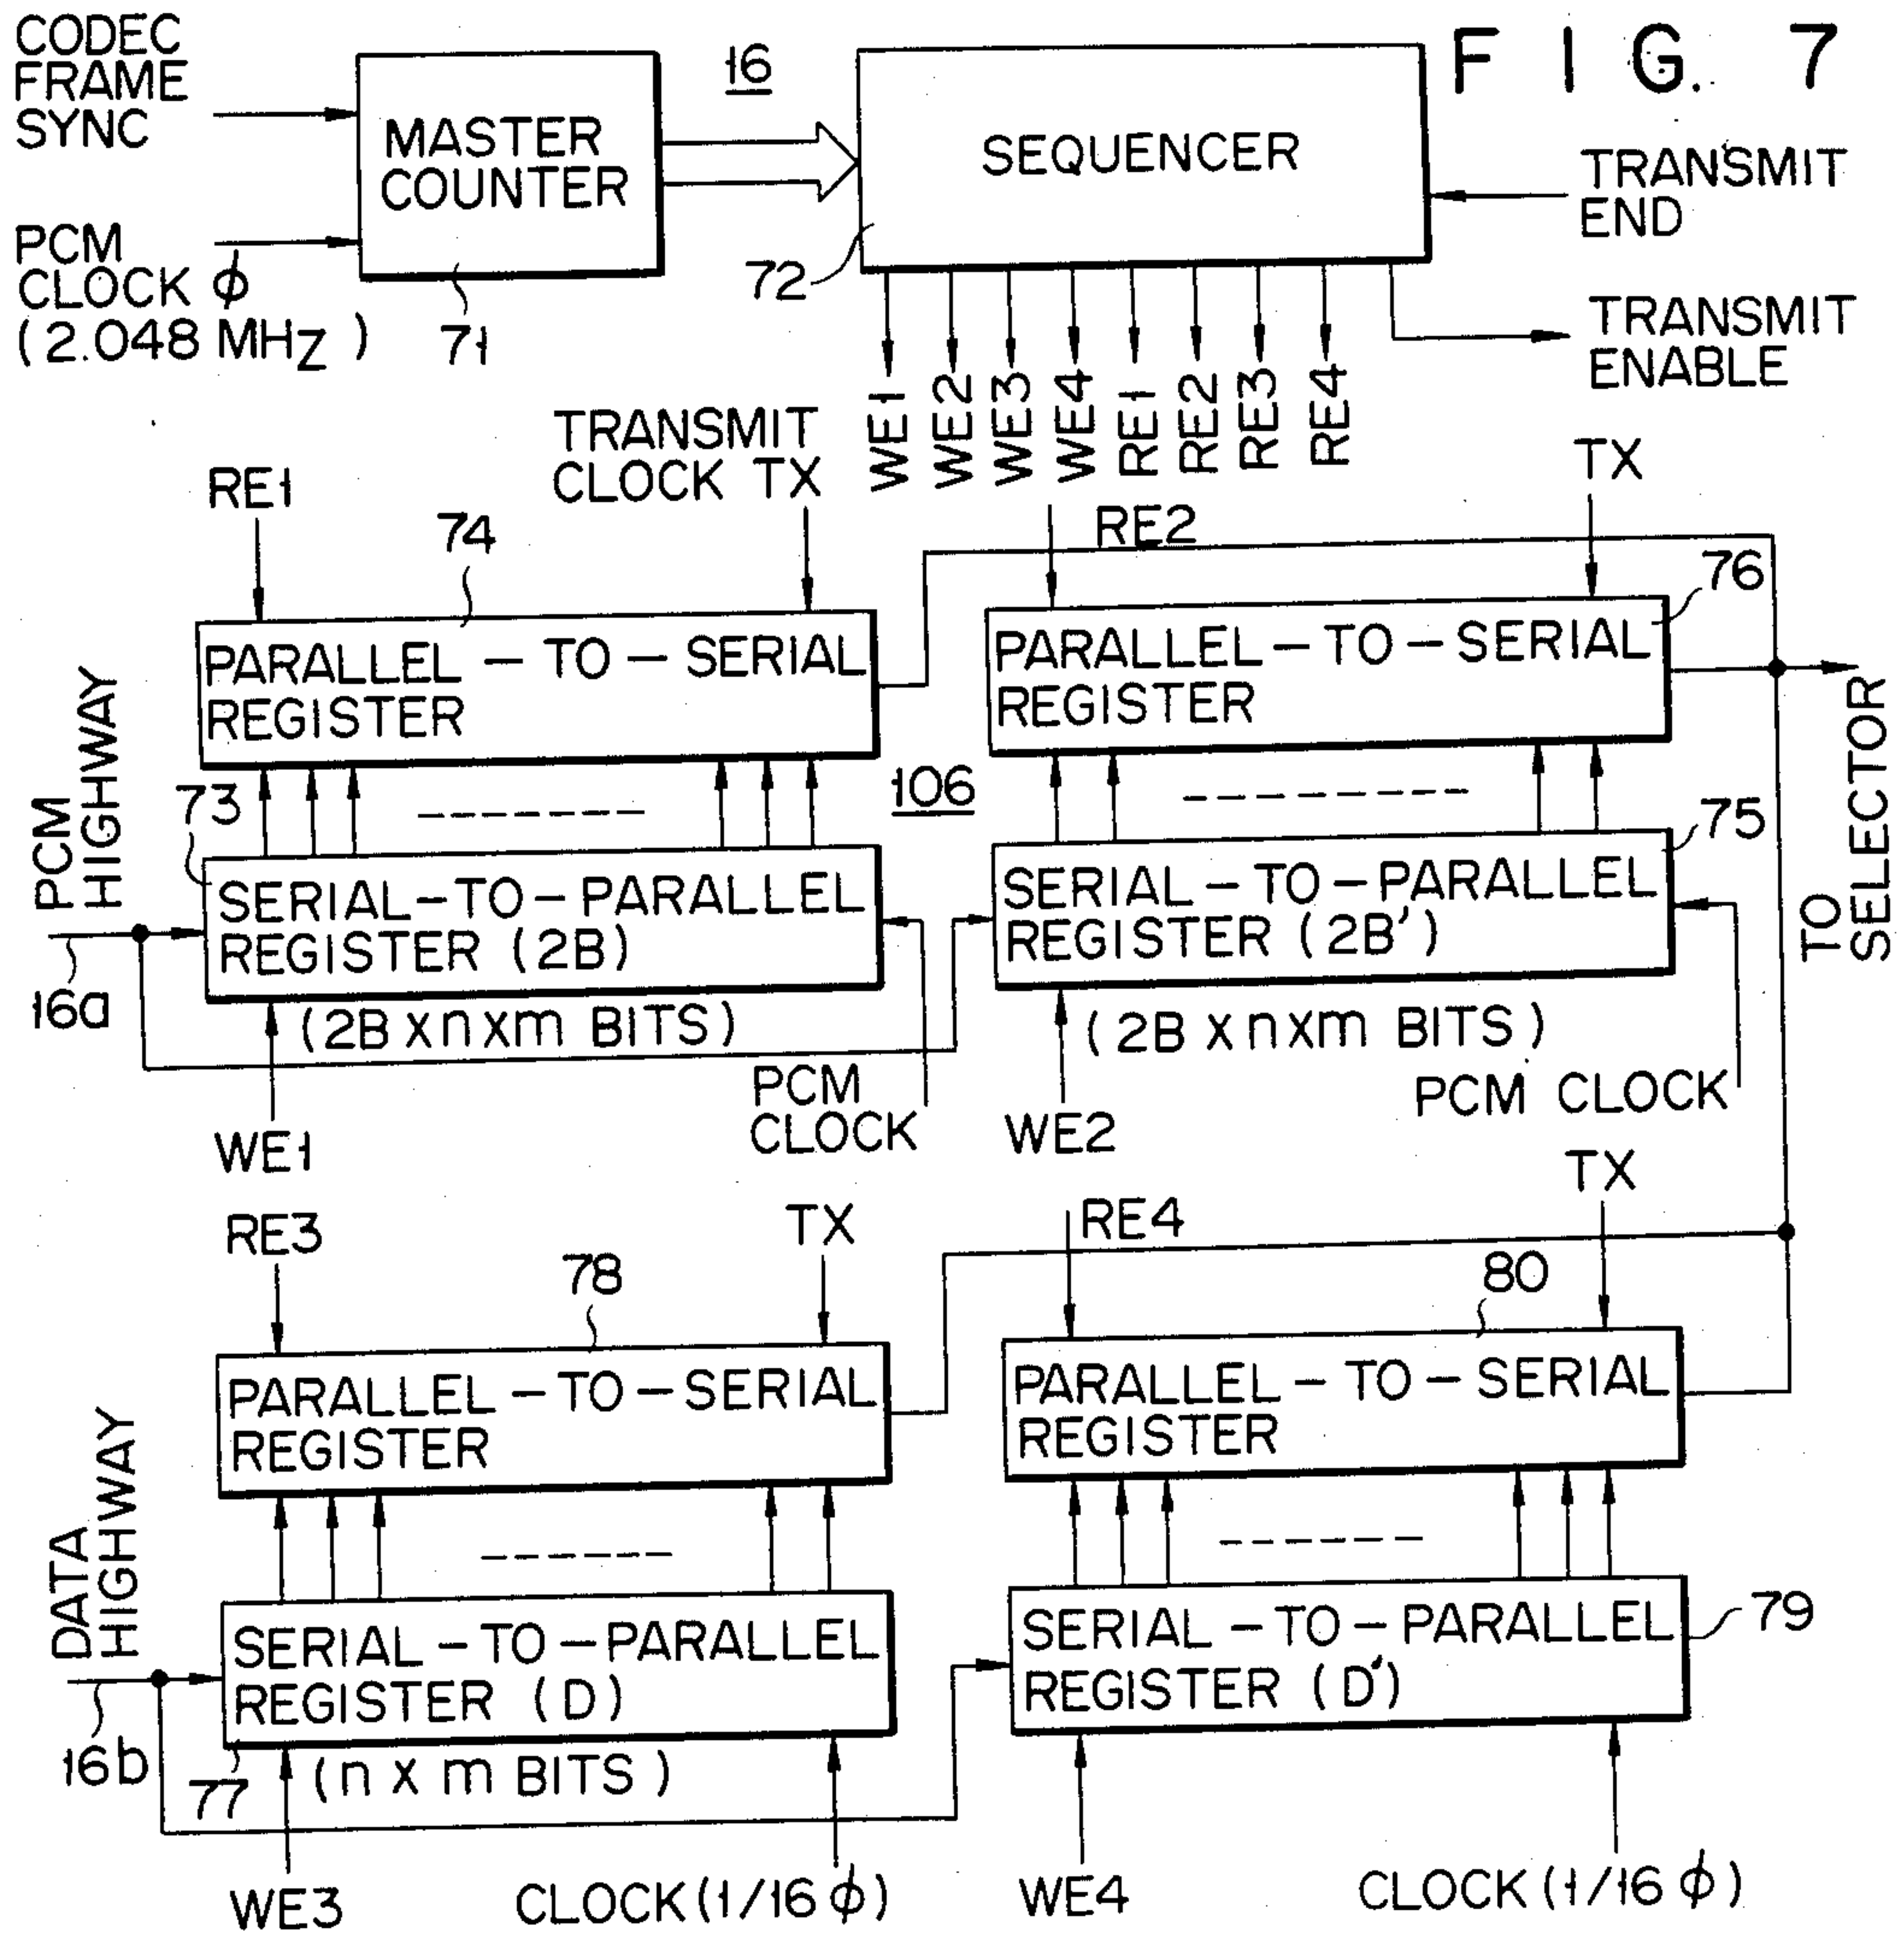 FIG. 7
CODEC
FRAME
SYNC
PCM
CLOCK ϕ
(2.048 MHZ)
MASTER
COUNTER
71
16
SEQUENCER
72
TRANSMIT
END
TRANSMIT
ENABLE
WE1
WE2
WE3
WE4
RE1
RE2
RE3
RE4
RE1
74
TRANSMIT
CLOCK TX
RE2
TX
76
PARALLEL-TO-SERIAL
REGISTER
PARALLEL-TO-SERIAL
REGISTER
TO
SELECTOR
PCM
HIGHWAY
73
106
75
SERIAL-TO-PARALLEL
REGISTER (2B)
SERIAL-TO-PARALLEL
REGISTER (2B')
16a
(2B x n x m BITS)
(2B x n x m BITS)
WE1
PCM
CLOCK
WE2
PCM CLOCK
RE3
78
TX
RE4
80
TX
PARALLEL-TO-SERIAL
REGISTER
PARALLEL-TO-SERIAL
REGISTER
DATA
HIGHWAY
SERIAL-TO-PARALLEL
REGISTER (D)
SERIAL-TO-PARALLEL
REGISTER (D')
79
16b
77
(n x m BITS)
WE3
CLOCK (1/16 ϕ)
WE4
CLOCK (1/16 ϕ)